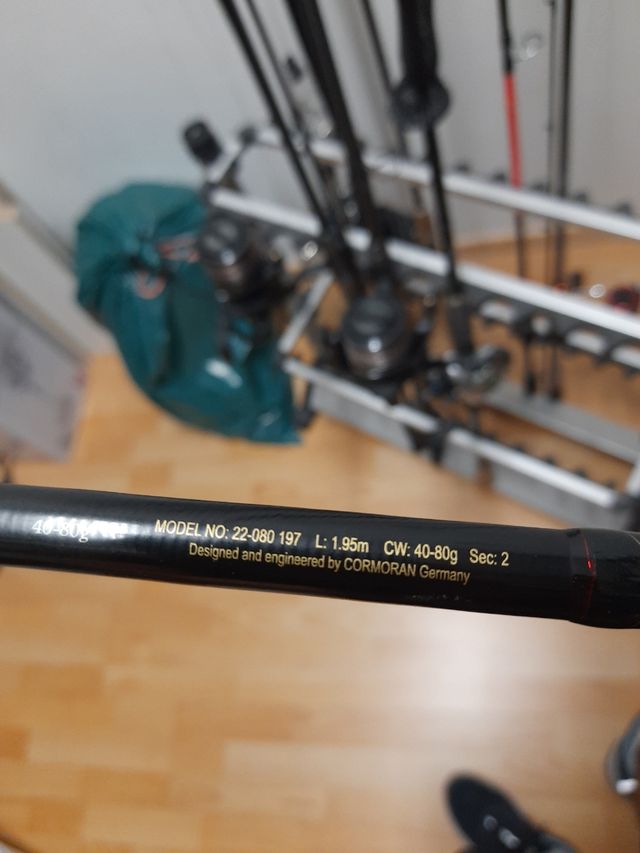 40-80g MODEL NO: 22-080 197 L: 1.95m CW: 40-80g Sec: 2
Designed and engineered by CORMORAN Germany